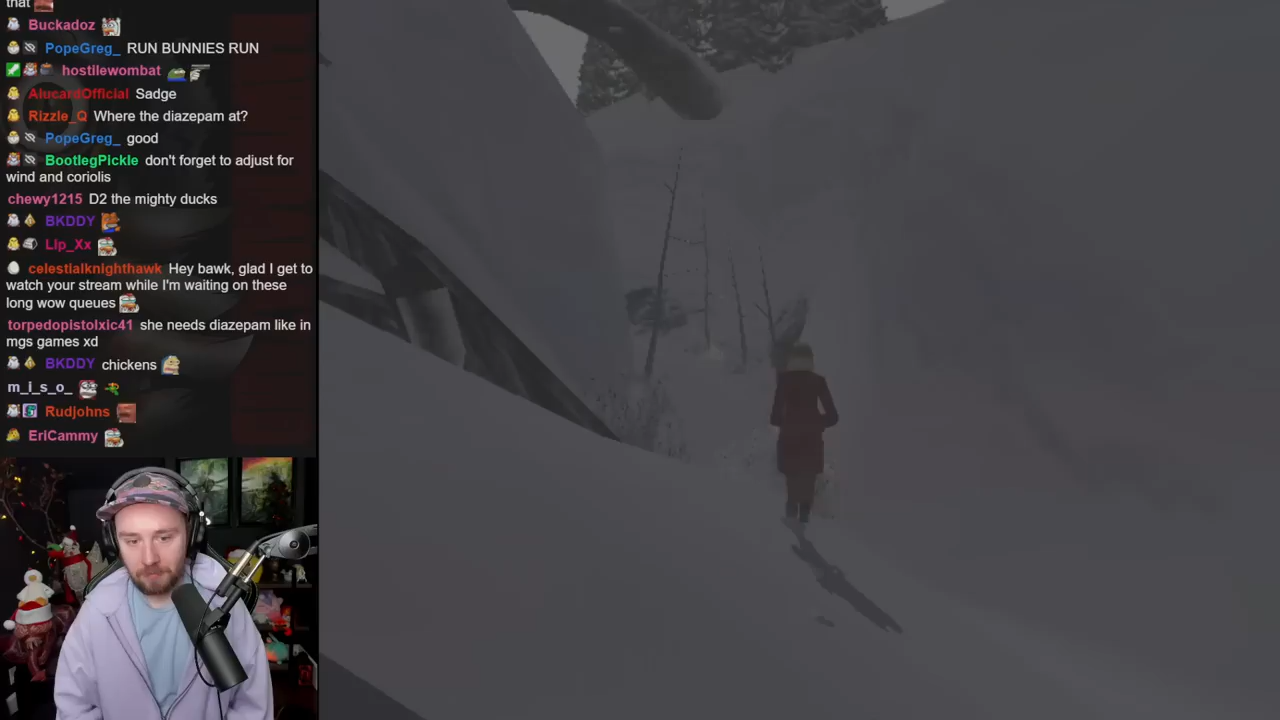 that
Buckadoz
PopeGreg_ RUN BUNNIES RUN
hostilewombat
AlucardOfficial Sadge
Rizzle_Q Where the diazepam at?
PopeGreg_ good
BootlegPickle don't forget to adjust for
wind and coriolis
chewy1215 D2 the mighty ducks
BKDDY
Lip_Xx
celestialknighthawk Hey bawk, glad I get to
watch your stream while I'm waiting on these
long wow queues
torpedopistolxic41 she needs diazepam like in
mgs games xd
BKDDY chickens
m_i_s_o_
Rudjohns
EriCammy